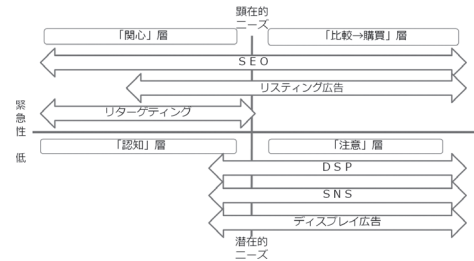 顕在的
ニーズ
「関心」層
「比較→購買」層
SEO
リスティング広告
リターゲティング
緊
急
性
低
「認知」層
「注意」層
DSP
SNS
ディスプレイ広告
潜在的
ニーズ